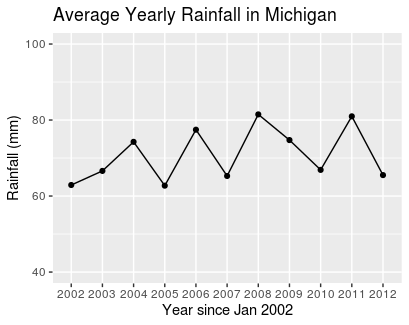 Average Yearly Rainfall in Michigan
Rainfall (mm)
100
80
60
40
2002 2003 2004 2005 2006 2007 2008 2009 2010 2011 2012
Year since Jan 2002